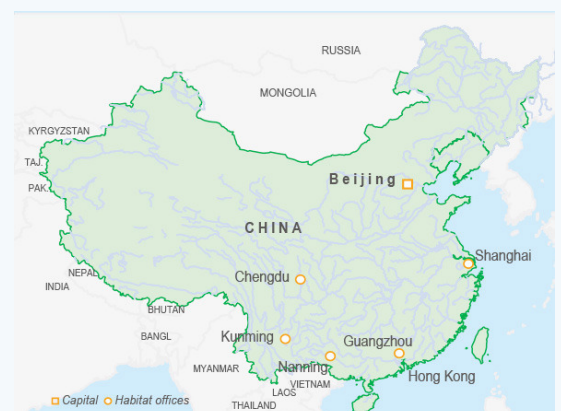 RUSSIA
MONGOLIA
KYRGYZSTAN
TAJ.
PAK.
Beijing
CHINA
Shanghai
Chengdu
NEPAL
INDIA
BHUTAN
BANGL
Kunming
Guangzhou
Nanning
MYANMAR
Hong Kong
VIETNAM
LAOS
THAILAND
Capital
Habitat offices